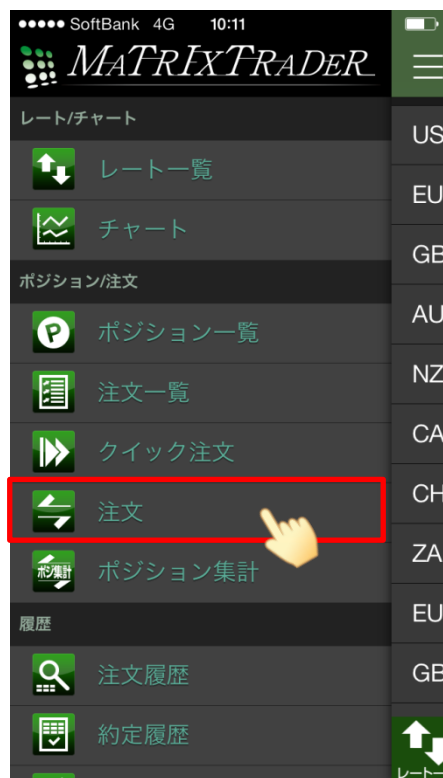 SoftBank 4G 10:11
MATRIXTRADER
レート/チャート
レート一覧
チャート
ポジション/注文
P
ポジション一覧
注文一覧
クイック注文
注文
ポジ集計
ポジション集計
履歴
注文履歴
約定履歴
US
EU
GB
AU
NZ
CA
CH
ZA
EU
GB
レート